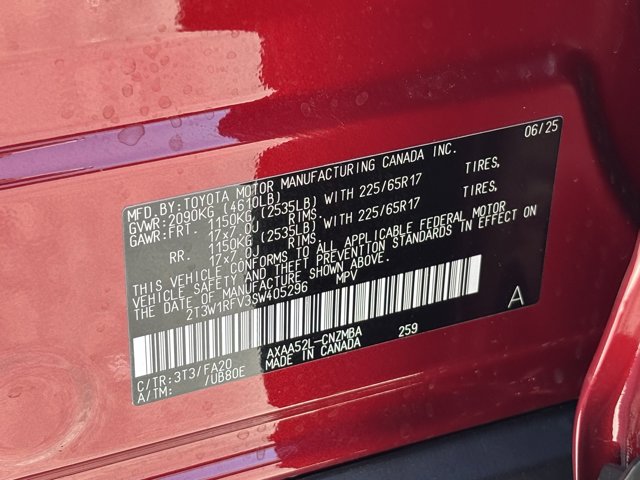 06/25
MFD.BY:TOYOTA MOTOR MANUFACTURING CANADA INC.
GVWR:2090KG (4610LB)
GAWR:FRT. 1150KG (2535LB) WITH 225/65R17 TIRES,
17x7.0J RIMS.
RR. 1150KG (2535LB) WITH 225/65R17 TIRES,
17x7.0J RIMS.
THIS VEHICLE CONFORMS TO ALL APPLICABLE FEDERAL MOTOR
VEHICLE SAFETY AND THEFT PREVENTION STANDARDS IN EFFECT ON
THE DATE OF MANUFACTURE SHOWN ABOVE.
2T3W1RFV3SW405296 MPV
A
C/TR:3T3/FA20 AXAA52L-CNZMBA 259
A/TM: /UB80E MADE IN CANADA